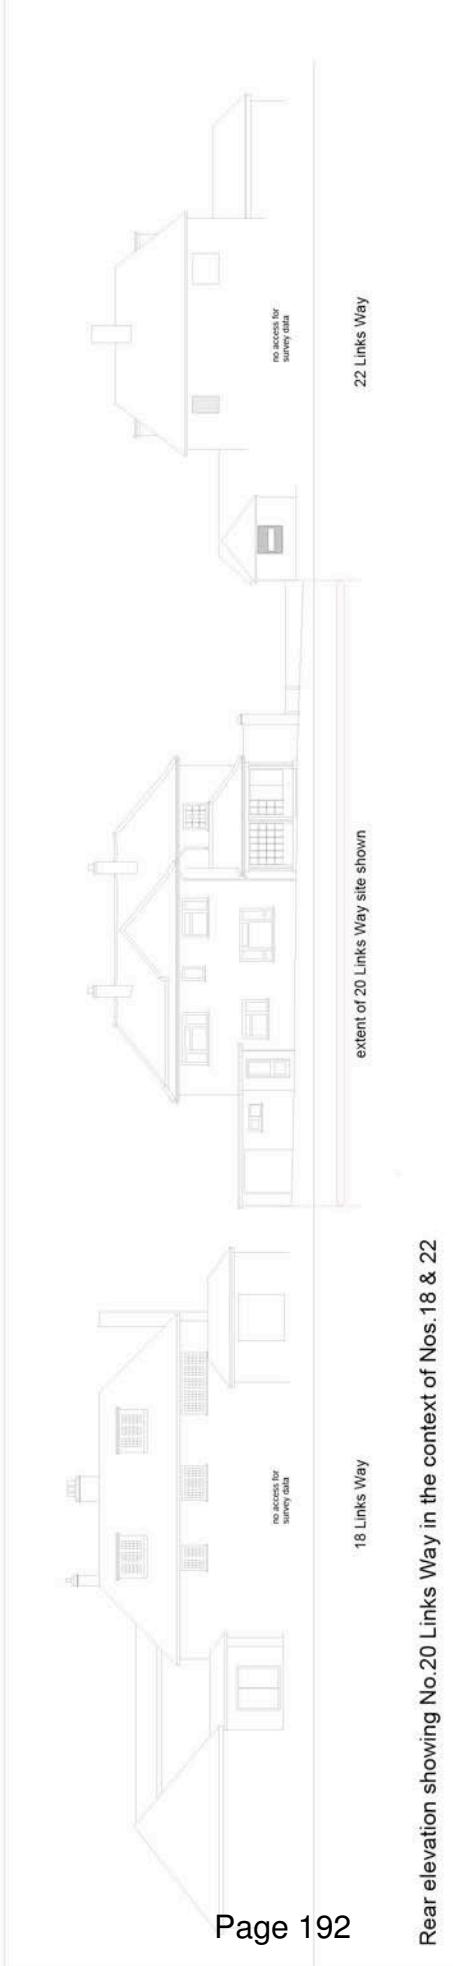 no access for
survey data
18 Links Way
extent of 20 Links Way site shown
no access for
survey data
22 Links Way
Rear elevation showing No.20 Links Way in the context of Nos.18 & 22
Page 192